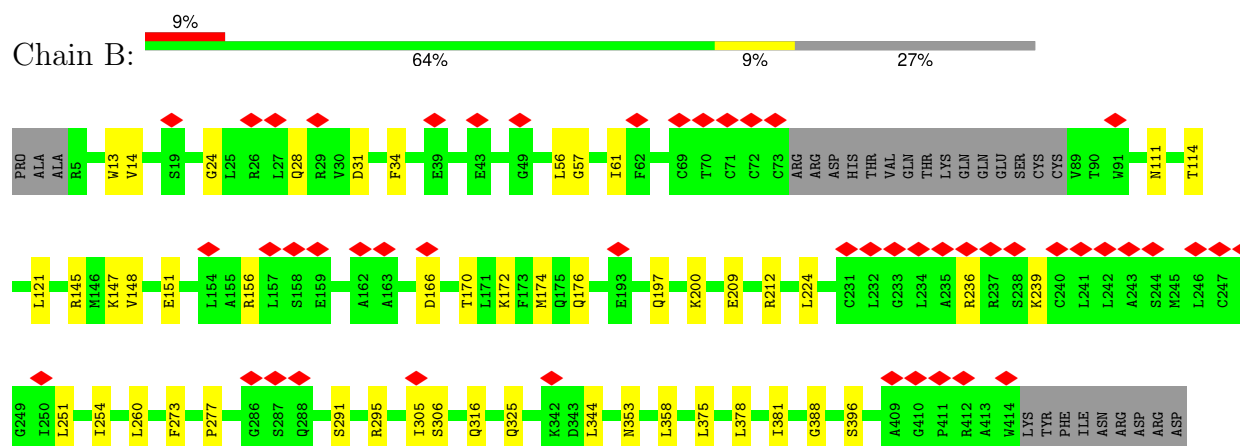 9%
Chain B:
64% 9% 27%
PRO ALA ALA R5 W13 V14 S19 G24 L25 R26 L27 Q28 R29 V30 D31 F34 E39 E43 G49 L56 G57 I61 F62 C69 T70 C71 C72 C73 ARG ARG ASP HIS THR VAL GLN THR LYS GLN GLN GLU SER CYS CYS V89 T90 W91 N111 T114
L121 R145 M146 K147 V148 E151 L154 A155 R156 L157 S158 E159 A162 A163 D166 T170 L171 K172 F173 M174 Q175 Q176 E193 Q197 K200 E209 R212 L224 C231 L232 G233 L234 A235 R236 R237 S238 K239 C240 L241 L242 A243 S244 M245 L246 C247
G249 I250 L251 I254 L260 F273 P277 G286 S287 Q288 S291 R295 I305 S306 Q316 Q325 K342 D343 L344 N353 L358 L375 L378 I381 G388 S396 A409 G410 P411 R412 A413 W414 LYS TYR PHE ILE ASN ARG ASP ARG ASP